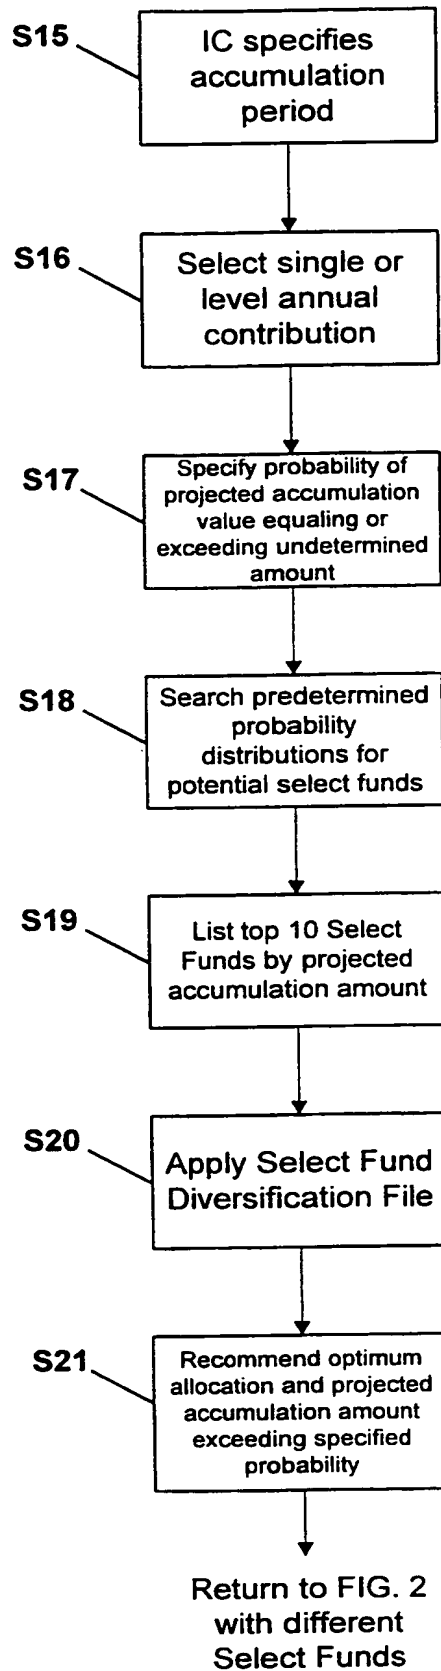 S15
IC specifies
accumulation
period
S16
Select single or
level annual
contribution
S17
Specify probability of
projected accumulation
value equaling or
exceeding undetermined
amount
S18
Search predetermined
probability
distributions for
potential select funds
S19
List top 10 Select
Funds by projected
accumulation amount
S20
Apply Select Fund
Diversification File
S21
Recommend optimum
allocation and projected
accumulation amount
exceeding specified
probability
Return to FIG. 2
with different
Select Funds